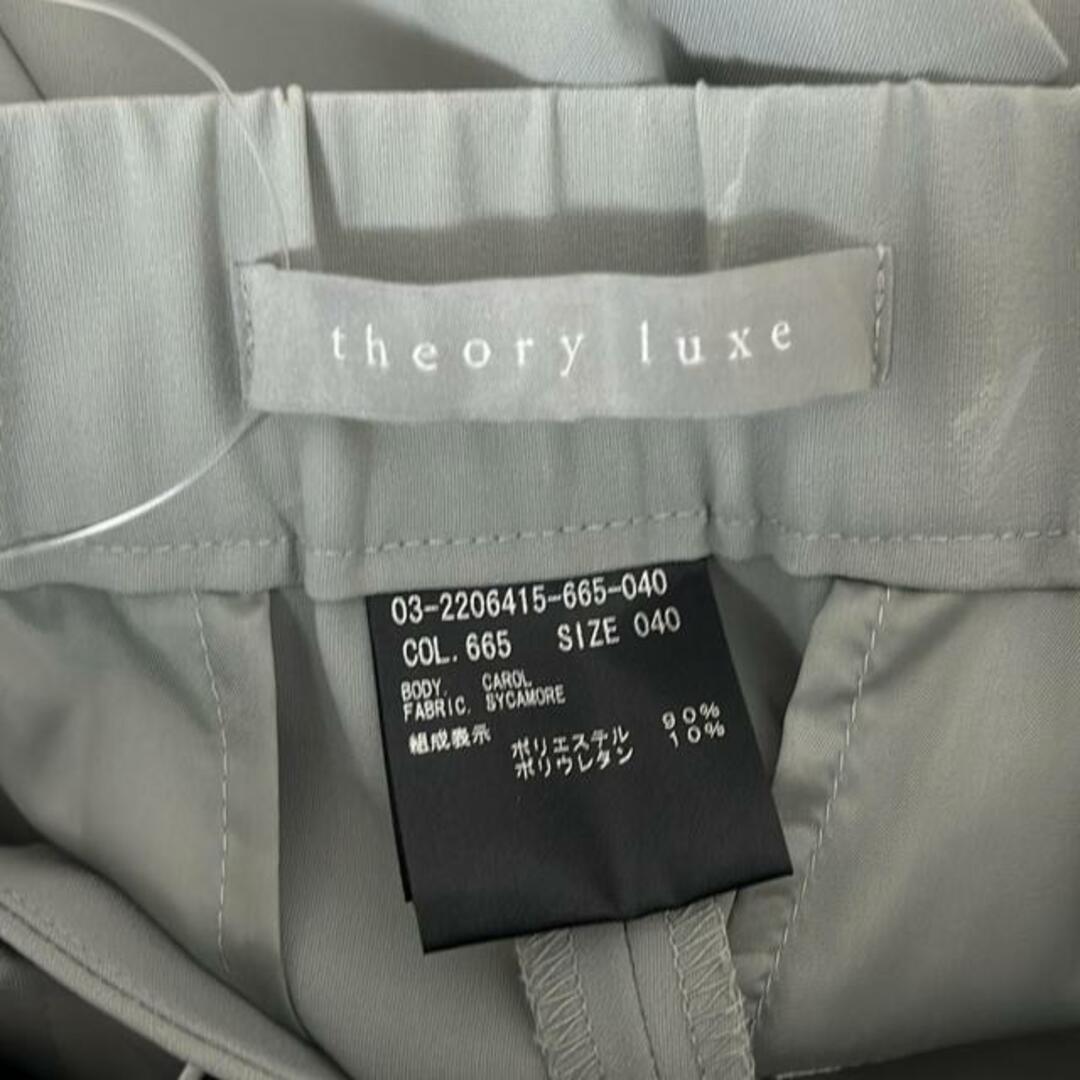 theory luxe
03-2206415-665-040
COL. 665 SIZE 040
BODY. CAROL
FABRIC. SYCAMORE
組成表示 ポリエステル 90%
ポリウレタン 10%